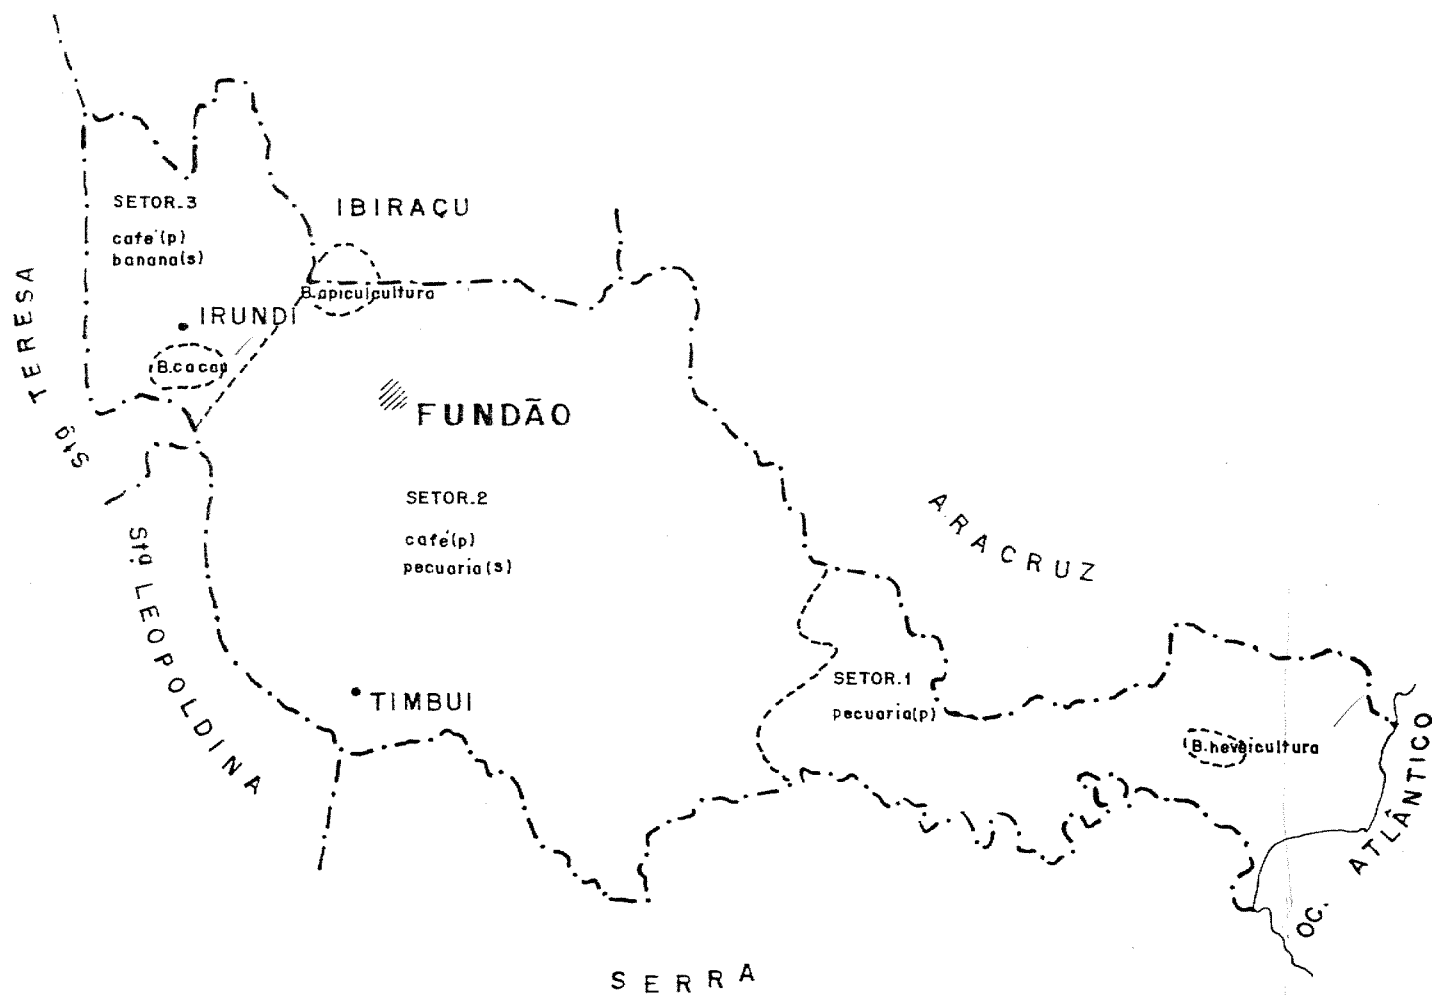 SETOR.3
café(p)
banana(s)
IBIRAÇU
B.apicuicultura
IRUNDI
B.cacau
Sta TERESA
FUNDÃO
SETOR.2
café(p)
pecuaria(s)
Sta LEOPOLDINA
TIMBUI
ARACRUZ
SETOR.1
pecuaria(p)
B.heveicultura
OC. ATLÂNTICO
SERRA